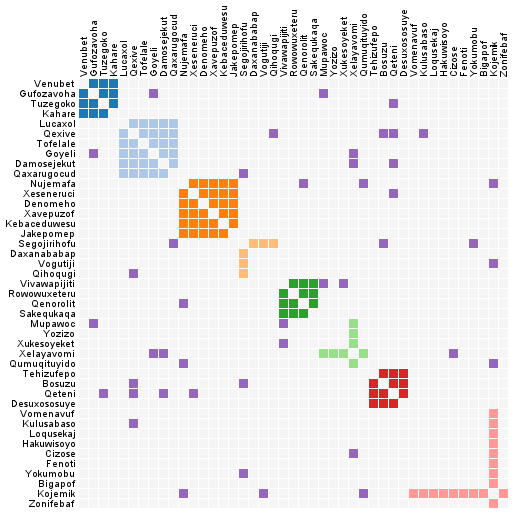 Venubet
Gufozavoha
Tuzegoko
Kahare
Lucaxol
Qexive
Tofelale
Goyeli
Damosejekut
Qaxarugocud
Nujemafa
Xeseneruci
Denomeho
Xavepuzof
Kebaceduwesu
Jakepomep
Segojirihofu
Daxanababap
Vogutiji
Qihoqugi
Vivawapijiti
Rowowuxeteru
Qenorolit
Sakequkaqa
Mupawoc
Yozizo
Xukesoyeket
Xelayavomi
Qumuqituyido
Tehizufepo
Bosuzu
Qeteni
Desuxososuye
Vomenavuf
Kulusabaso
Loqusekaj
Hakuwisoyo
Cizose
Fenoti
Yokumobu
Bigapof
Kojemik
Zonifebaf
Venubet
Gufozavoha
Tuzegoko
Kahare
Lucaxol
Qexive
Tofelale
Goyeli
Damosejekut
Qaxarugocud
Nujemafa
Xeseneruci
Denomeho
Xavepuzof
Kebaceduwesu
Jakepomep
Segojirihofu
Daxanababap
Vogutiji
Qihoqugi
Vivawapijiti
Rowowuxeteru
Qenorolit
Sakequkaqa
Mupawoc
Yozizo
Xukesoyeket
Xelayavomi
Qumuqituyido
Tehizufepo
Bosuzu
Qeteni
Desuxososuye
Vomenavuf
Kulusabaso
Loqusekaj
Hakuwisoyo
Cizose
Fenoti
Yokumobu
Bigapof
Kojemik
Zonifebaf